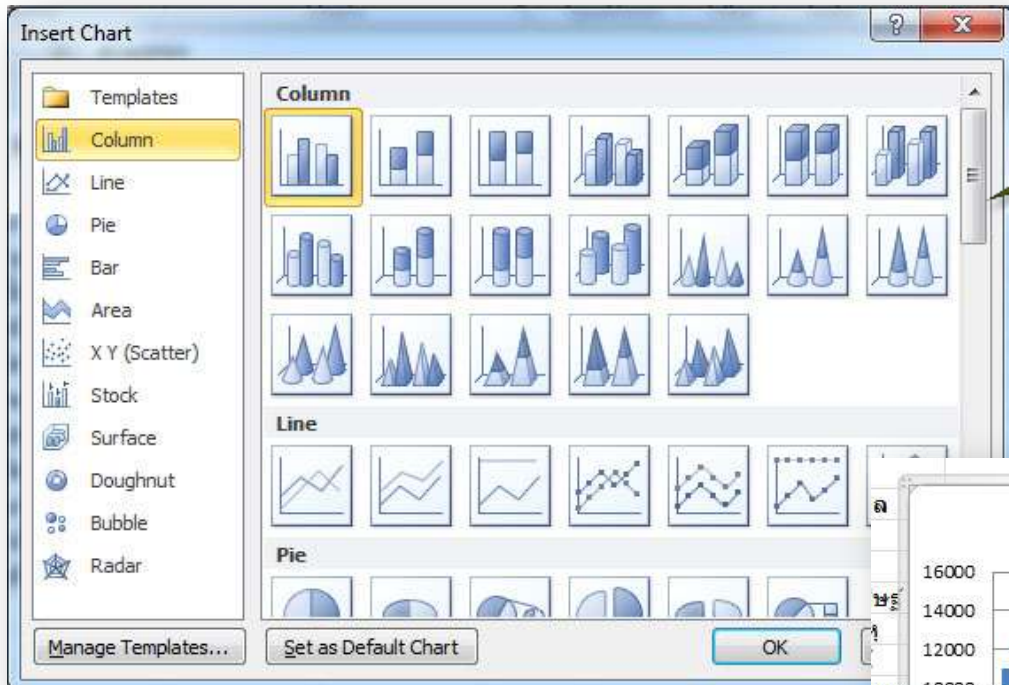 Insert Chart
Templates
Column
Line
Pie
Bar
Area
X Y (Scatter)
Stock
Surface
Doughnut
Bubble
Radar
Column
Line
Pie
Manage Templates...
Set as Default Chart
OK
ล
16000
14000
12000